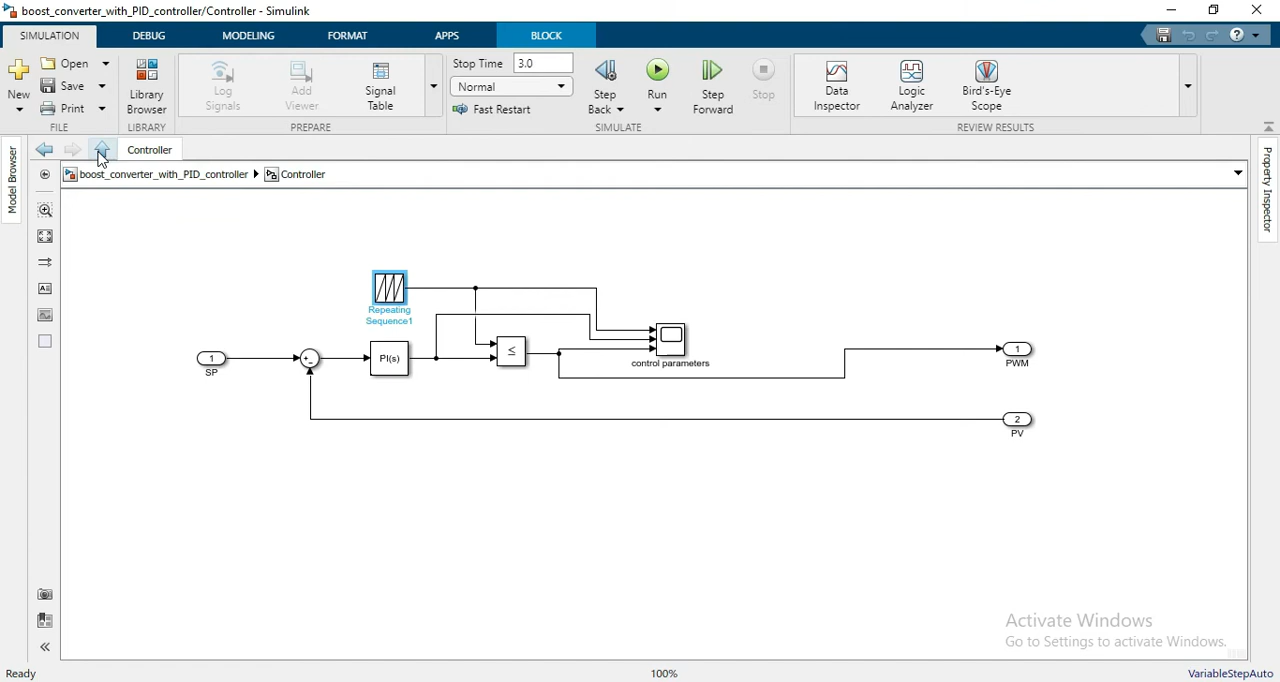 boost_converter_with_PID_controller/Controller - Simulink
SIMULATION DEBUG MODELING FORMAT APPS BLOCK
New
Open
Save
Print
FILE
Library
Browser
LIBRARY
Log
Signals
Add
Viewer
Signal
Table
PREPARE
Stop Time 3.0
Normal
Fast Restart
Step
Back
Run
Step
Forward
Stop
SIMULATE
Data
Inspector
Logic
Analyzer
Bird's-Eye
Scope
REVIEW RESULTS
Controller
boost_converter_with_PID_controller Controller
Model Browser
Property Inspector
Repeating
Sequence1
1
SP
+
-
PI(s)
≤
control parameters
1
PWM
2
PV
Activate Windows
Go to Settings to activate Windows.
Ready 100% VariableStepAuto